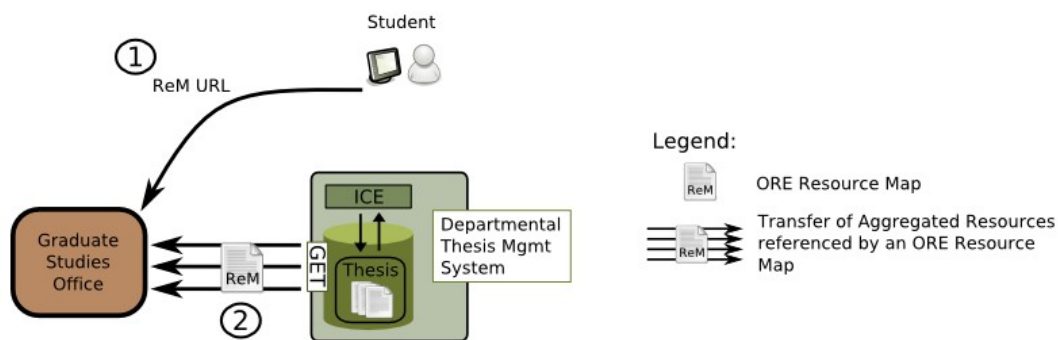 Student
1
ReM URL
ICE
GET
Thesis
Departmental
Thesis Mgmt
System
Graduate
Studies
Office
ReM
2
Legend:
ReM
ORE Resource Map
ReM
Transfer of Aggregated Resources
referenced by an ORE Resource
Map